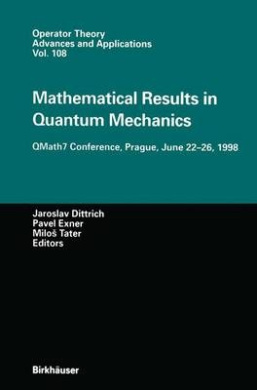 Operator Theory
Advances and Applications
Vol. 108
Mathematical Results in
Quantum Mechanics
QMath7 Conference, Prague, June 22–26, 1998
Jaroslav Dittrich
Pavel Exner
Miloš Tater
Editors
Birkhäuser